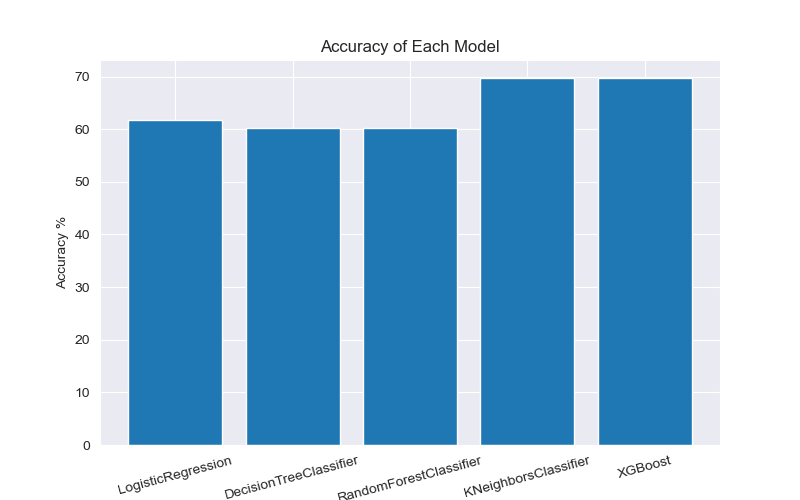 Accuracy of Each Model
Accuracy %
70
60
50
40
30
20
10
0
LogisticRegression
DecisionTreeClassifier
RandomForestClassifier
KNeighborsClassifier
XGBoost